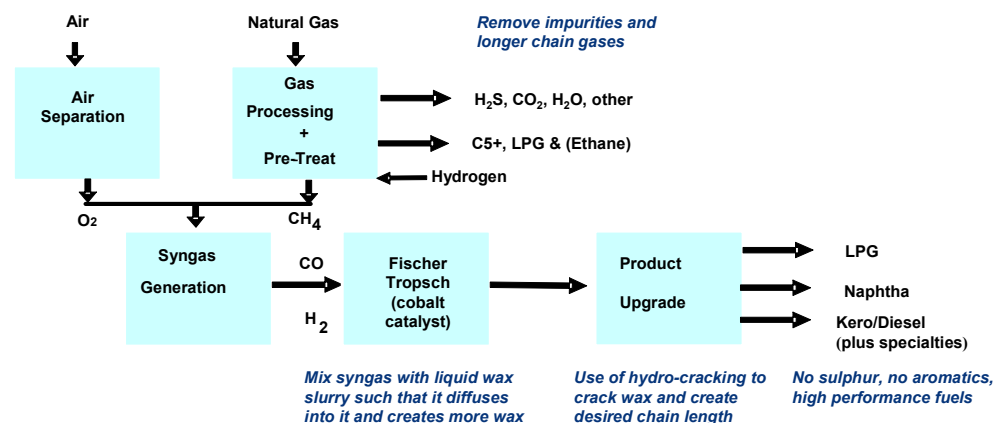 Air
Natural Gas
Remove impurities and
longer chain gases
Air
Separation
Gas
Processing
+
Pre-Treat
H₂S, CO₂, H₂O, other
C5+, LPG & (Ethane)
Hydrogen
O₂
CH₄
Syngas
Generation
CO
H₂
Fischer
Tropsch
(cobalt
catalyst)
Product
Upgrade
LPG
Naphtha
Kero/Diesel
(plus specialties)
Mix syngas with liquid wax
slurry such that it diffuses
into it and creates more wax
Use of hydro-cracking to
crack wax and create
desired chain length
No sulphur, no aromatics,
high performance fuels